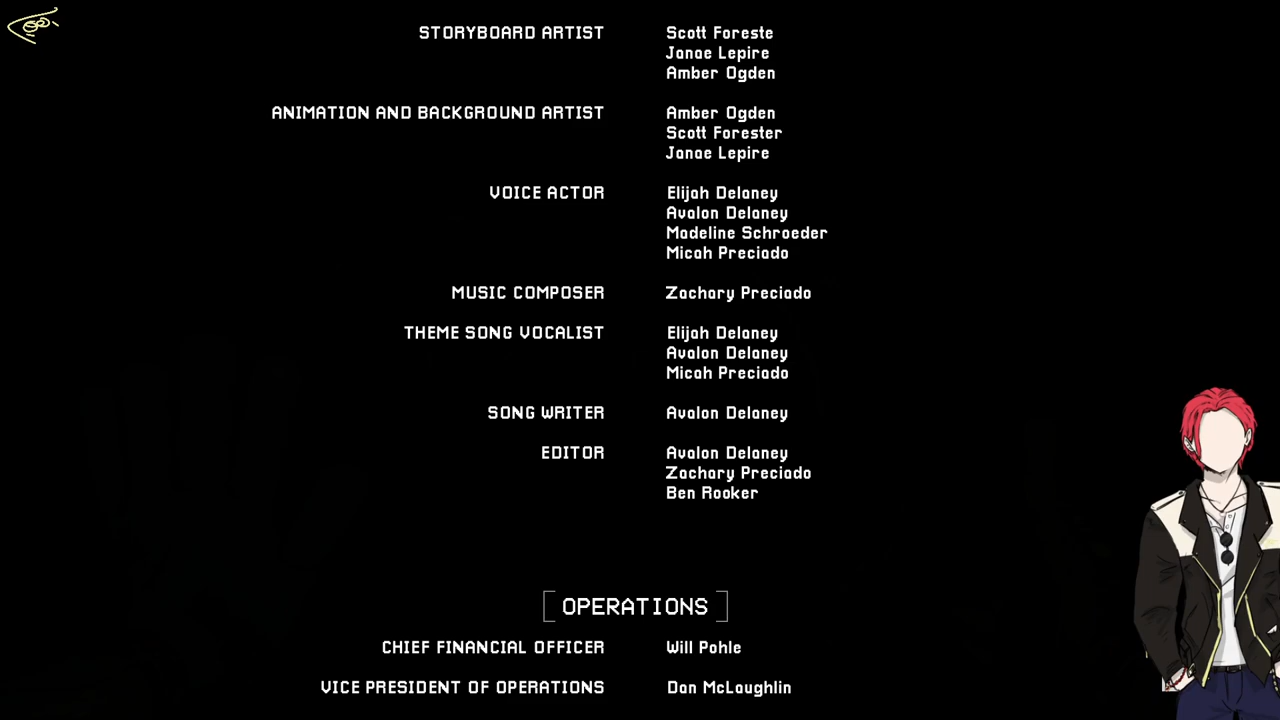 STORYBOARD ARTIST Scott Foreste
Janae Lepire
Amber Ogden
ANIMATION AND BACKGROUND ARTIST Amber Ogden
Scott Forester
Janae Lepire
VOICE ACTOR Elijah Delaney
Avalon Delaney
Madeline Schroeder
Micah Preciado
MUSIC COMPOSER Zachary Preciado
THEME SONG VOCALIST Elijah Delaney
Avalon Delaney
Micah Preciado
SONG WRITER Avalon Delaney
EDITOR Avalon Delaney
Zachary Preciado
Ben Rooker
[OPERATIONS]
CHIEF FINANCIAL OFFICER Will Pohle
VICE PRESIDENT OF OPERATIONS Dan McLaughlin